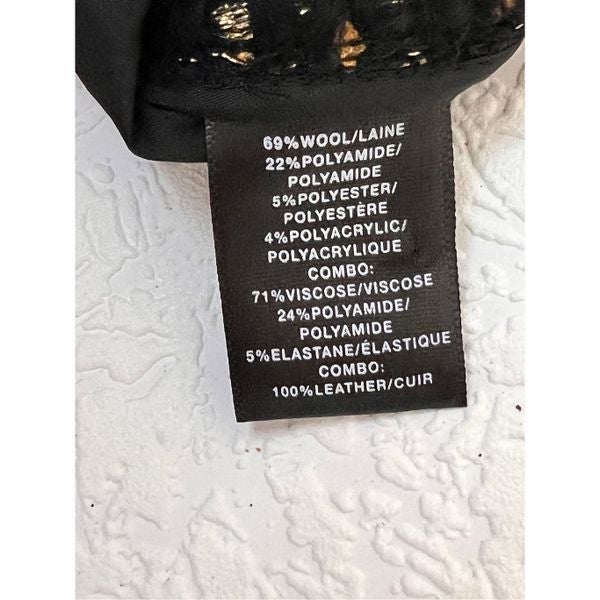 69%WOOL/LAINE
22%POLYAMIDE/
POLYAMIDE
5%POLYESTER/
POLYESTÈRE
4%POLYACRYLIC/
POLYACRYLIQUE
COMBO:
71%VISCOSE/VISCOSE
24%POLYAMIDE/
POLYAMIDE
5%ELASTANE/ÉLASTIQUE
COMBO:
100%LEATHER/CUIR